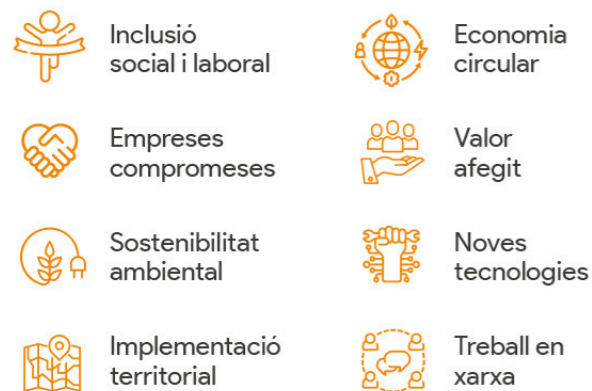 Inclusió
social i laboral
Economia
circular
Empreses
compromeses
Valor
afegit
Sostenibilitat
ambiental
Noves
tecnologies
Implementació
territorial
Treball en
xarxa